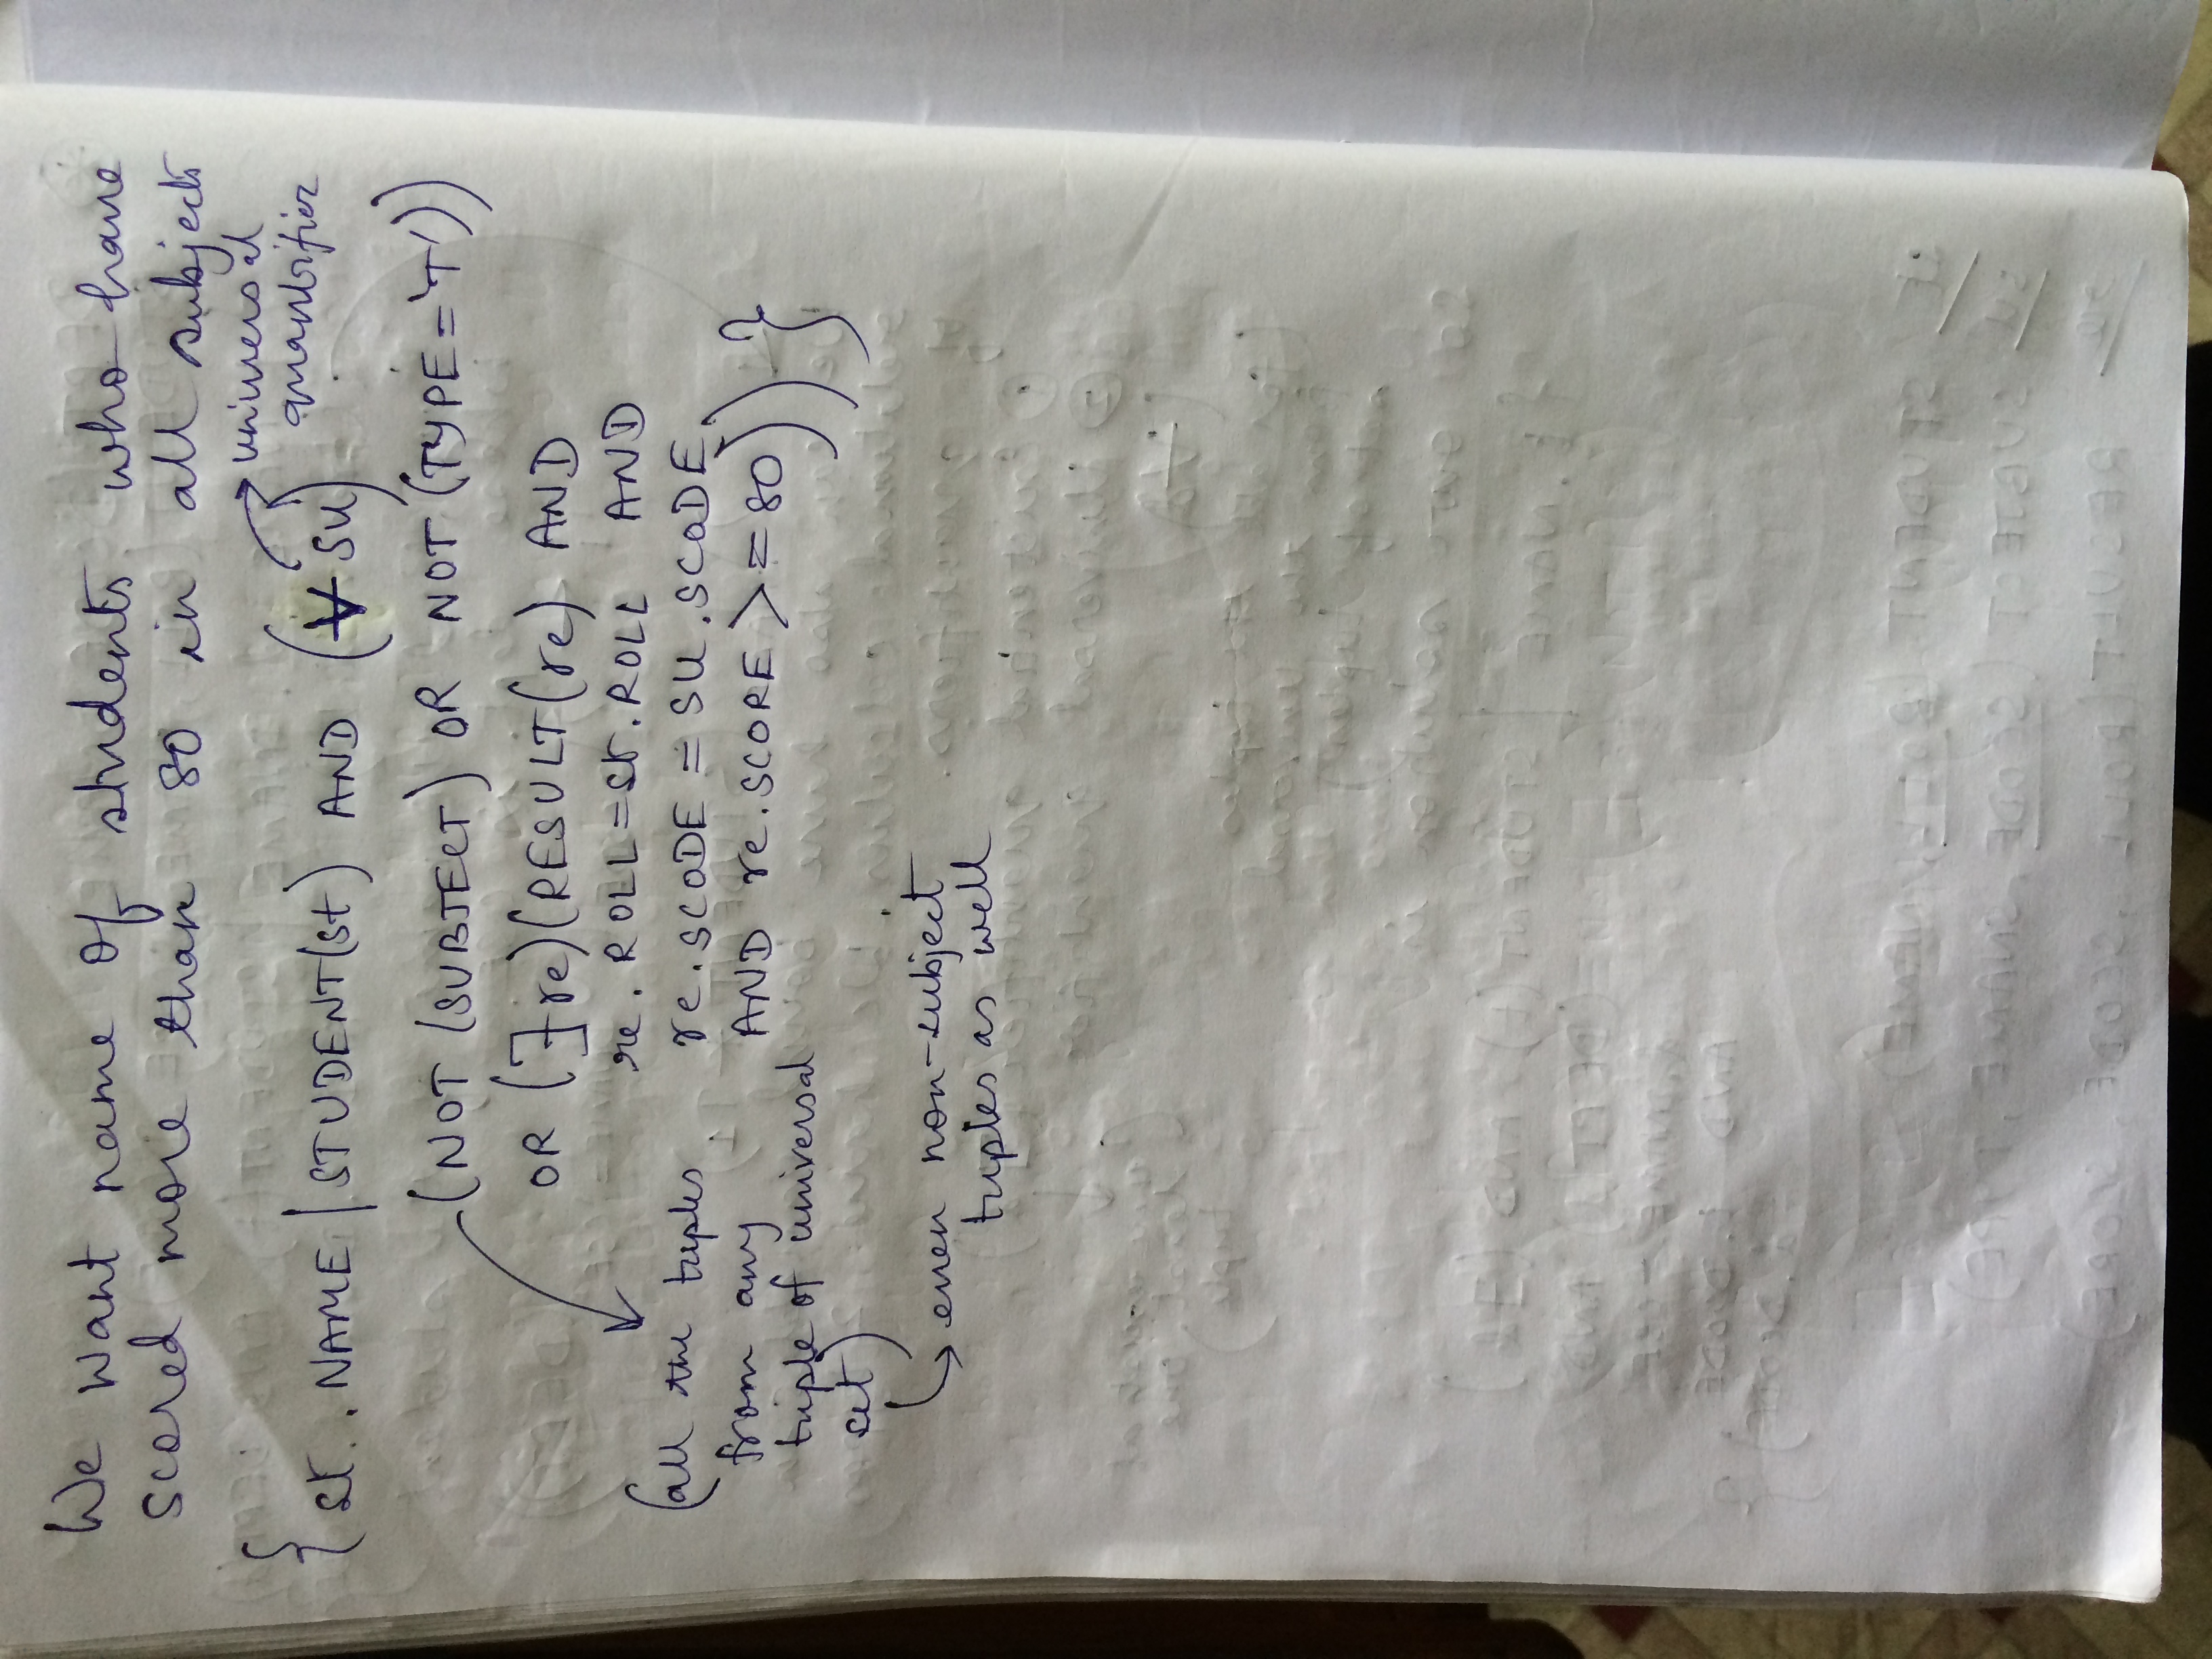 We want name of students who have
scored more than 80 in all subjects
universal
quantifier
{ st..NAME | STUDENT(st) AND (∀ SU)
(NOT (SUBJECT) OR NOT (TYPE='T'))
OR (∃re)(RESULT(re) AND
re. ROLL=st.ROLL AND
re.SCODE = SU.SCODE
AND re.SCORE >=80))}
(all the tuples
from any
tuple of universal
set)
even non-subject
tuples as well